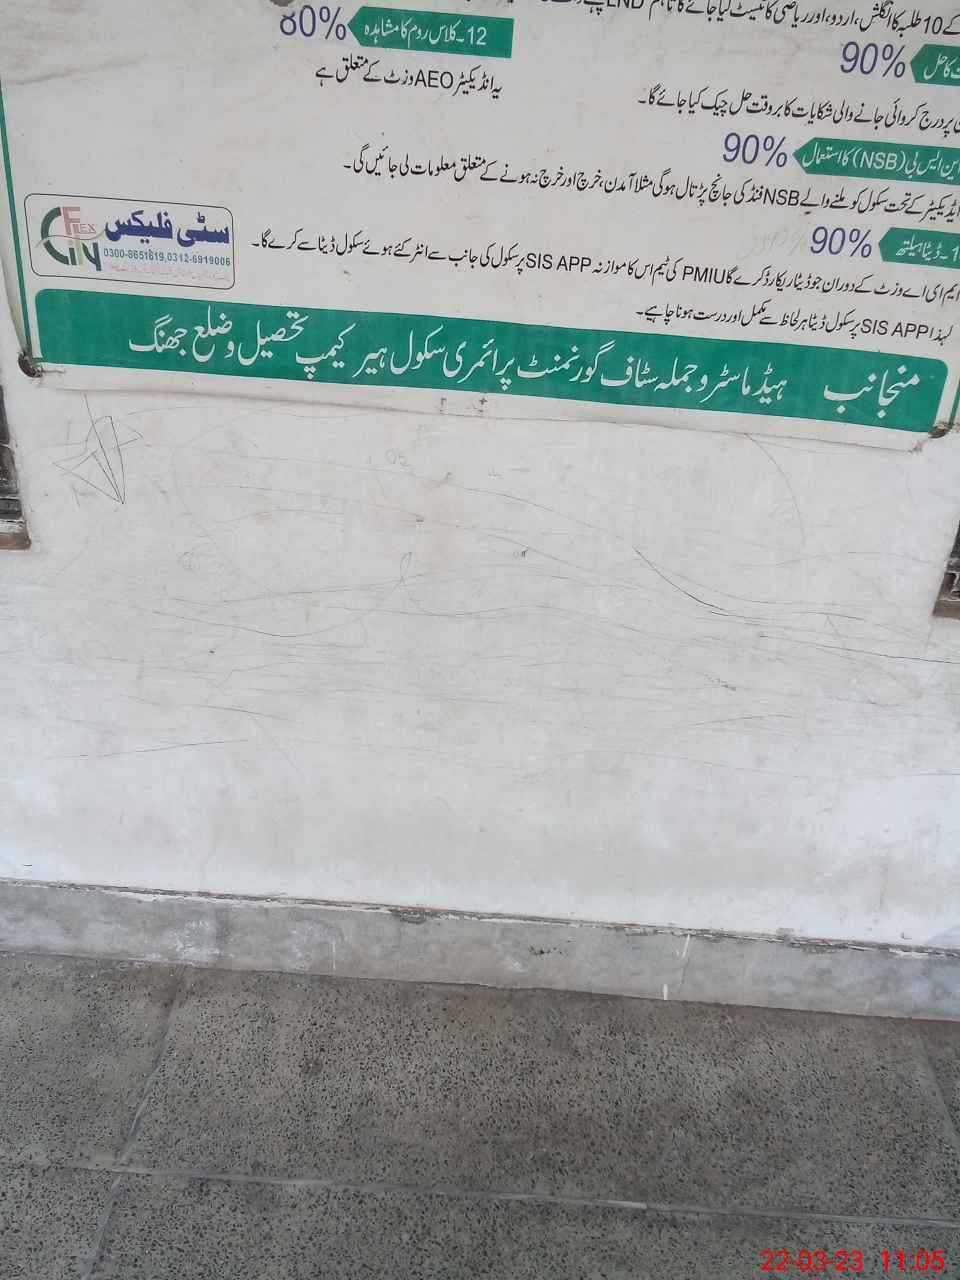 کے 10 طلبہ کا انگلش، اردو، اور ریاضی کا ٹیسٹ لیا جائے گا تاہم LND
90%
پر درج کروائی جانے والی شکایات کا بروقت حل چیک کیا جائے گا۔
این ایس بی (NSB) کا استعمال 90%
انڈیکیٹر کے تحت سکول کو ملنے والے NSB فنڈ کی جانچ پڑتال ہوگی مثلا آمدن، خرچ اور خرچ نہ ہونے کے متعلق معلومات لی جائیں گی۔
ڈیٹا ہیلتھ 90%
ایم ای اے وزٹ کے دوران جو ڈیٹا ریکارڈ کرے گا PMIU کی ٹیم اس کا موازنہ SIS APP پر سکول کی جانب سے انٹر کئے ہوئے سکول ڈیٹا سے کرے گا۔
لہذا SIS APP پر سکول ڈیٹا ہر لحاظ سے مکمل اور درست ہونا چاہیے۔
12۔ کلاس روم کا مشاہدہ 80%
یہ انڈیکیٹر AEO وزٹ کے متعلق ہے
City FLEX
سٹی فلیکس
0300-8651619,0312-6919006
منجانب ہیڈ ماسٹر و جملہ سٹاف گورنمنٹ پرائمری سکول ہیر کیمپ تحصیل و ضلع جھنگ
22-03-23 11:05